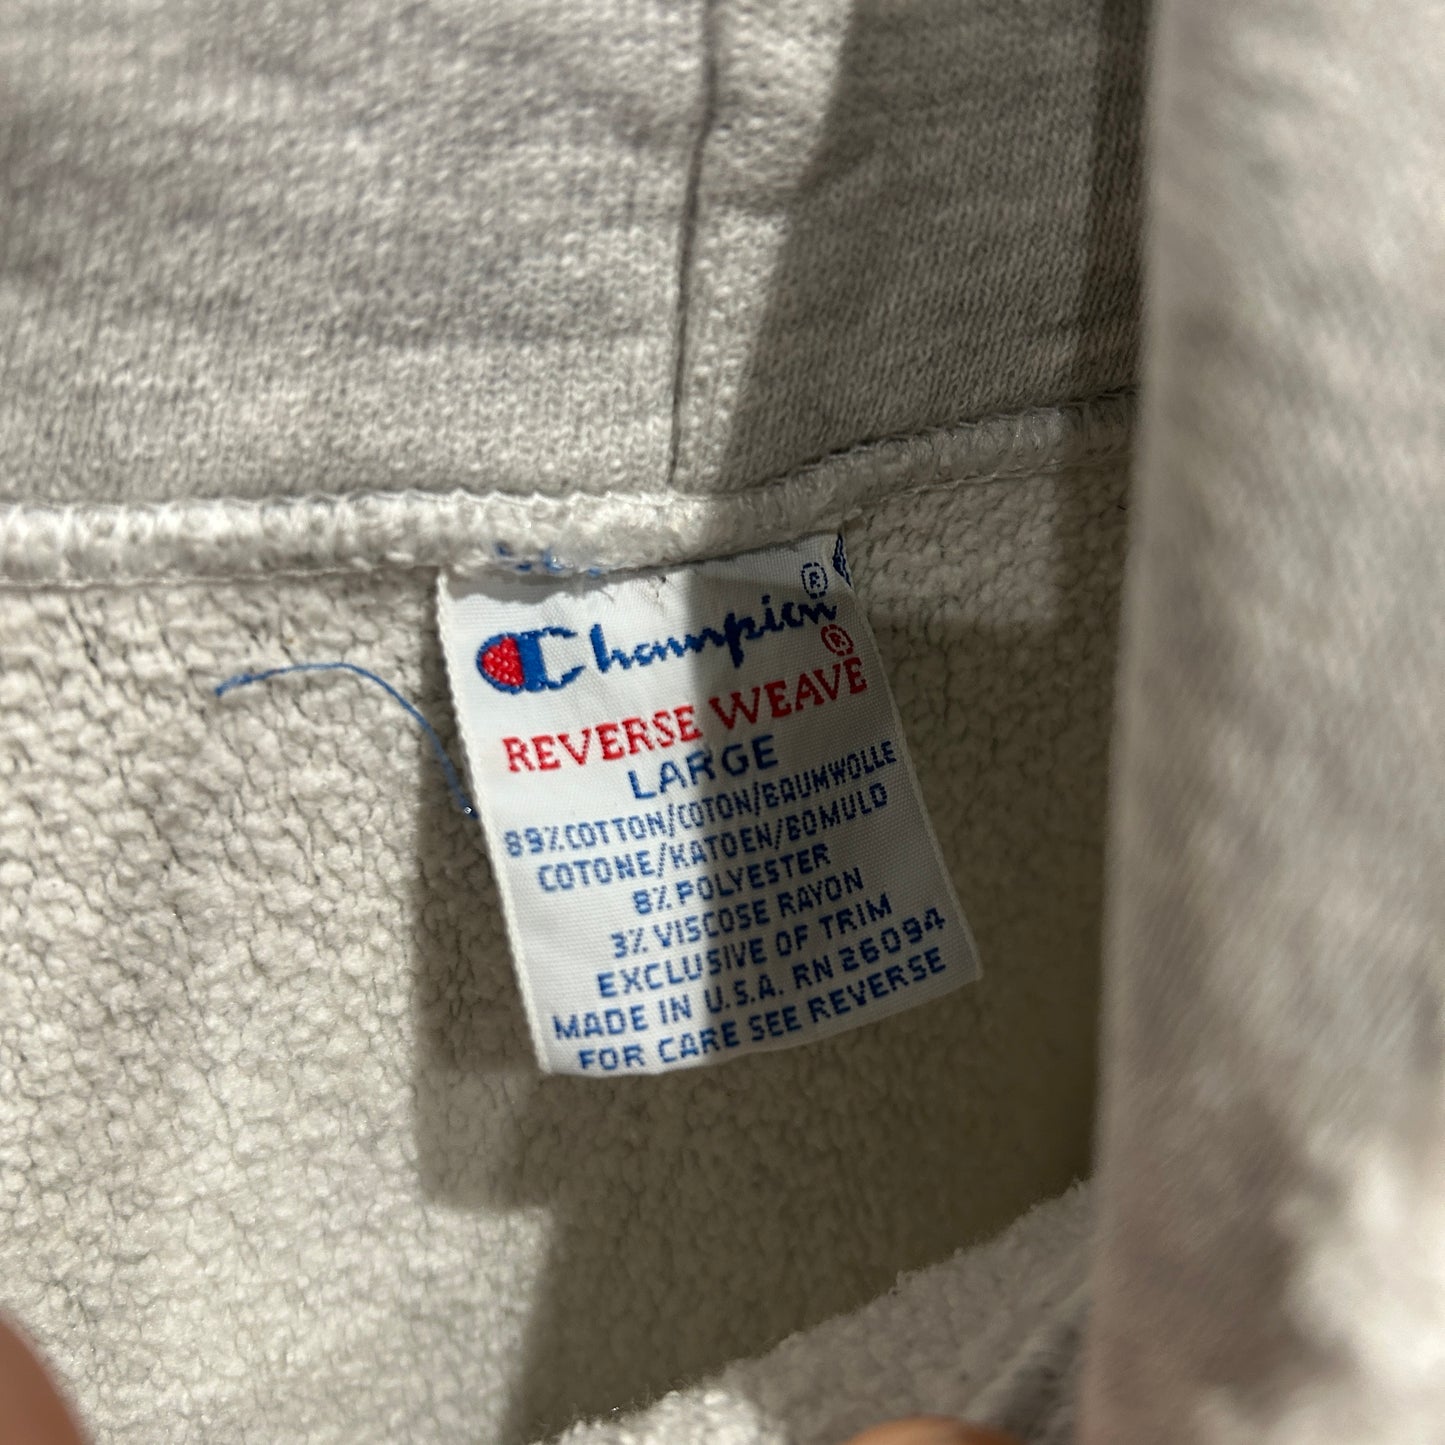 Champion®
REVERSE WEAVE®
LARGE
89% COTTON/COTON/BAUMWOLLE
COTONE/KATOEN/BOMULD
8% POLYESTER
3% VISCOSE RAYON
EXCLUSIVE OF TRIM
MADE IN U.S.A. RN 26094
FOR CARE SEE REVERSE